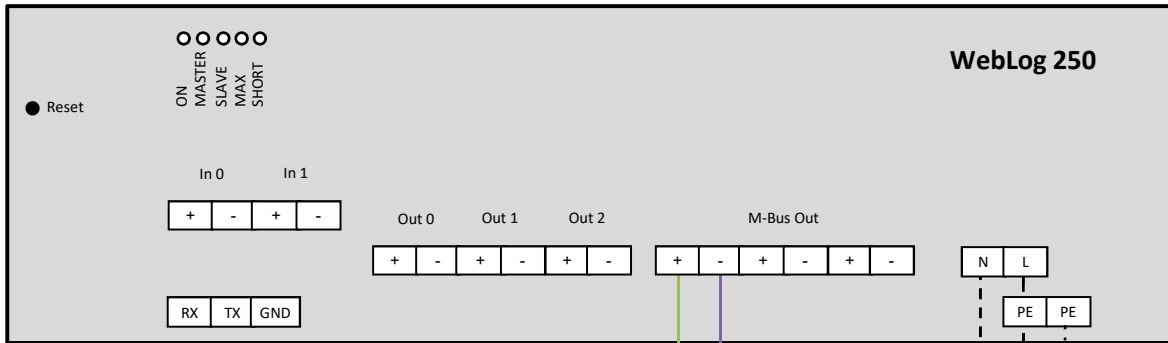 WebLog 250
ON MASTER SLAVE MAX SHORT
Reset
In 0 In 1
+ - + -
Out 0 Out 1 Out 2 M-Bus Out
+ - + - + - + - + - + - N L
RX TX GND PE PE